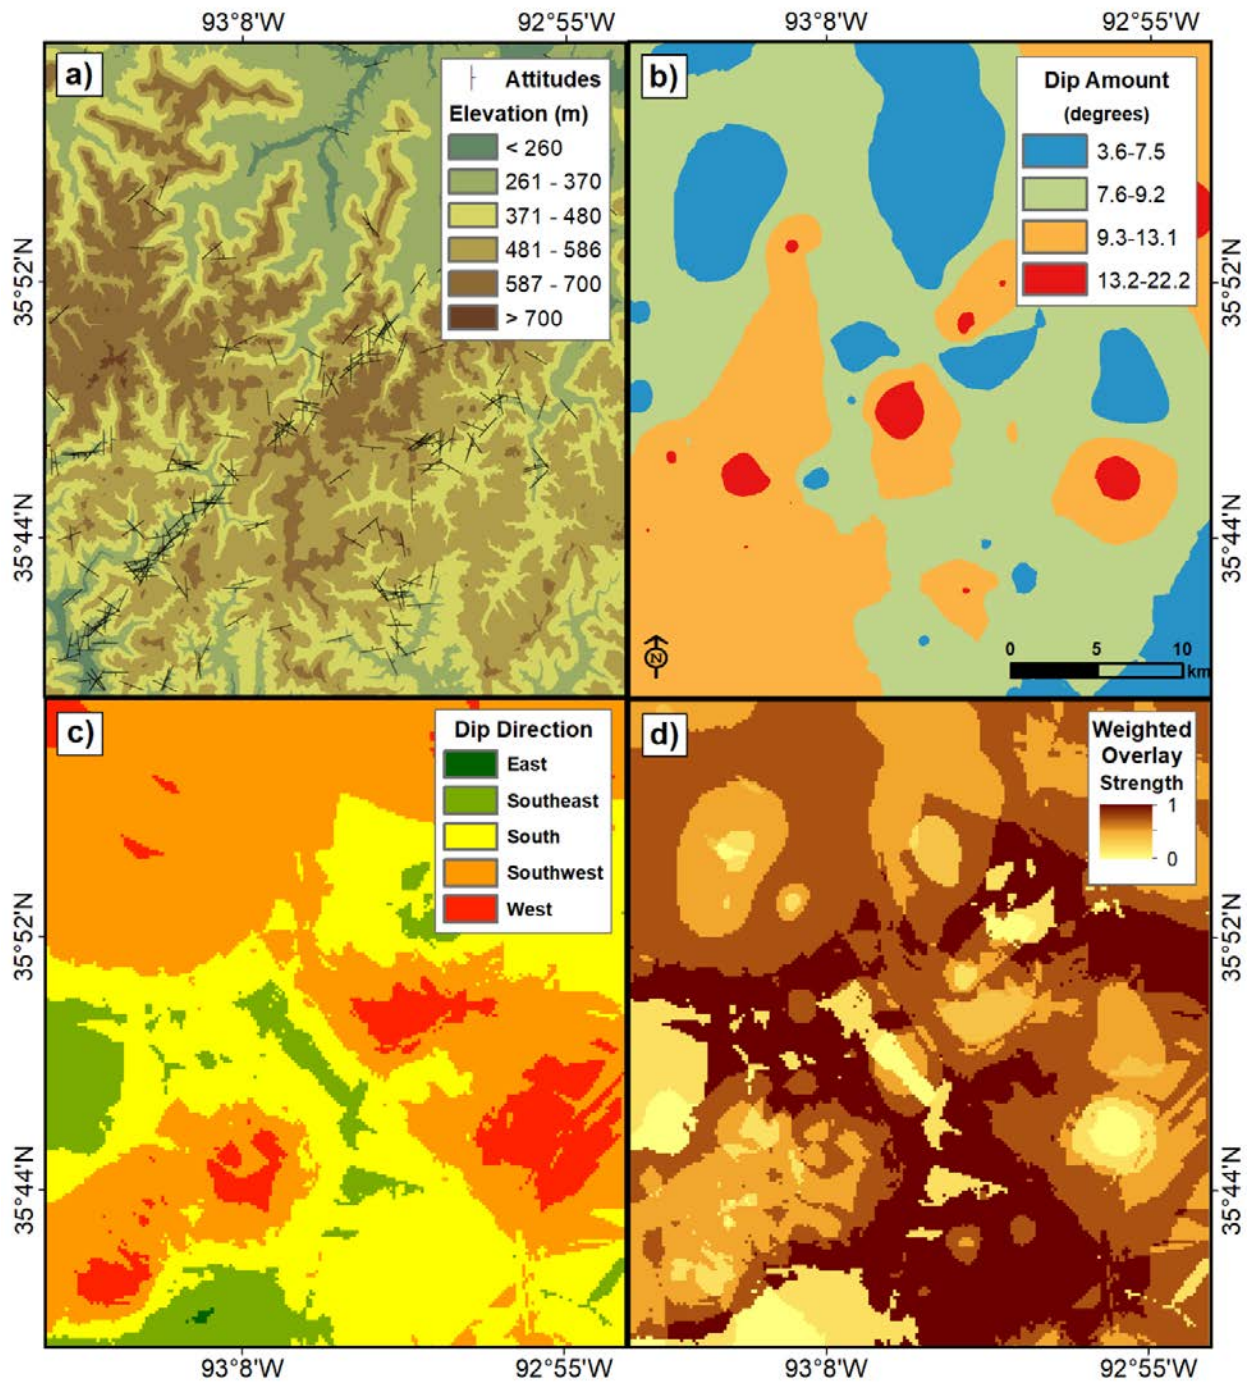 93°8'W 92°55'W 93°8'W 92°55'W
a)
Attitudes
Elevation (m)
< 260
261 - 370
371 - 480
481 - 586
587 - 700
> 700
b)
Dip Amount
(degrees)
3.6-7.5
7.6-9.2
9.3-13.1
13.2-22.2
35°52'N
35°44'N
35°52'N
35°44'N
N
0 5 10
km
c)
Dip Direction
East
Southeast
South
Southwest
West
d)
Weighted
Overlay
Strength
1
0
35°52'N
35°44'N
35°52'N
35°44'N
93°8'W 92°55'W 93°8'W 92°55'W